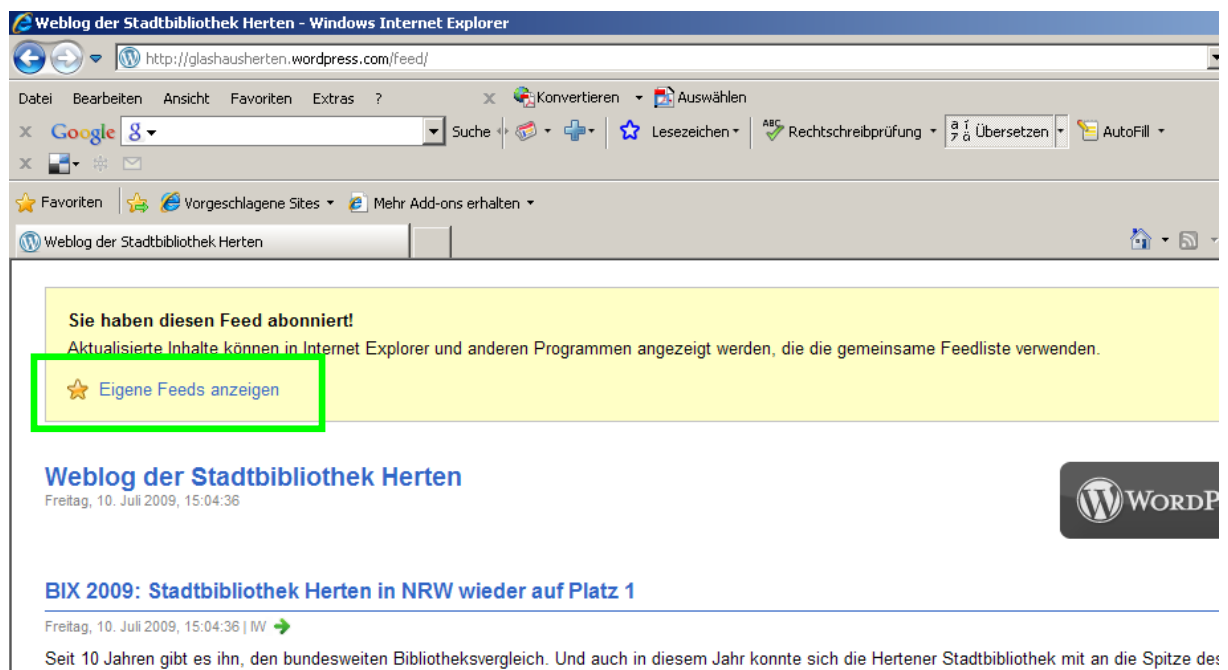 Weblog der Stadtbibliothek Herten - Windows Internet Explorer
http://glashausherten.wordpress.com/feed/
Datei Bearbeiten Ansicht Favoriten Extras ? x Konvertieren Auswählen
x Google g Suche Lesezeichen ABC Rechtschreibprüfung Übersetzen AutoFill
x
Favoriten Vorgeschlagene Sites Mehr Add-ons erhalten
Weblog der Stadtbibliothek Herten
Sie haben diesen Feed abonniert!
Aktualisierte Inhalte können in Internet Explorer und anderen Programmen angezeigt werden, die die gemeinsame Feedliste verwenden.
Eigene Feeds anzeigen
Weblog der Stadtbibliothek Herten
Freitag, 10. Juli 2009, 15:04:36
WORDP
BIX 2009: Stadtbibliothek Herten in NRW wieder auf Platz 1
Freitag, 10. Juli 2009, 15:04:36 | IW
Seit 10 Jahren gibt es ihn, den bundesweiten Bibliotheksvergleich. Und auch in diesem Jahr konnte sich die Hertener Stadtbibliothek mit an die Spitze des